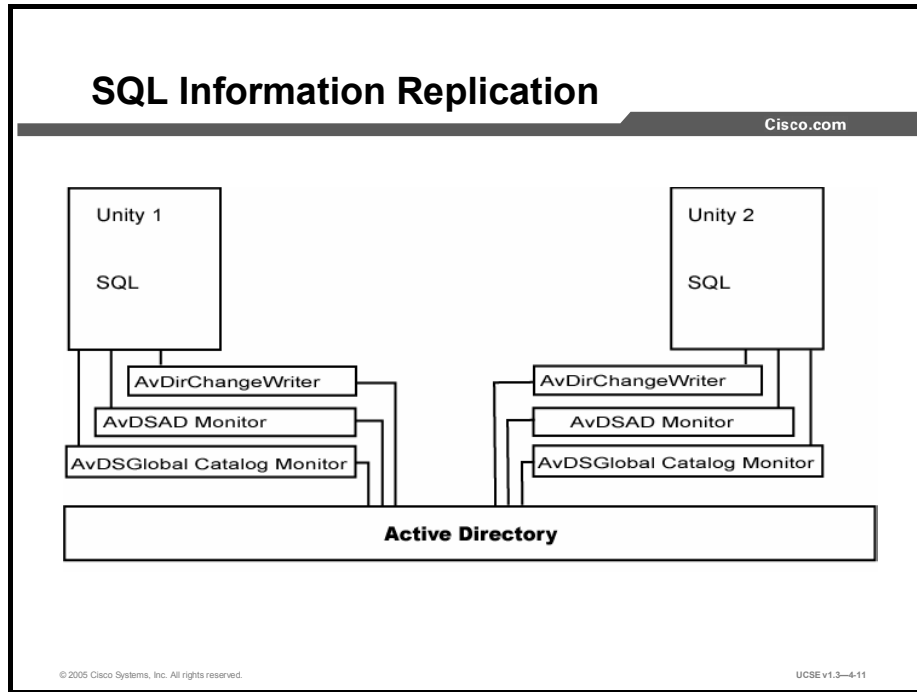 SQL Information Replication
Cisco.com
Unity 1
SQL
Unity 2
SQL
AvDirChangeWriter
AvDSAD Monitor
AvDSGlobal Catalog Monitor
AvDirChangeWriter
AvDSAD Monitor
AvDSGlobal Catalog Monitor
Active Directory
© 2005 Cisco Systems, Inc. All rights reserved.
UCSE v1.3—4-11